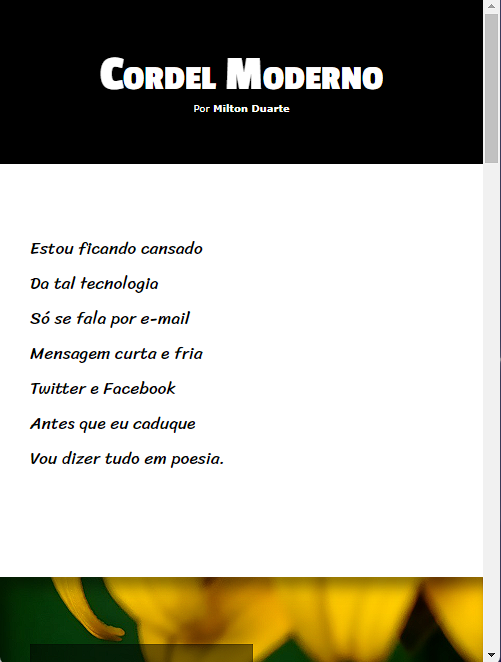 Cordel Moderno
Por Milton Duarte
Estou ficando cansado
Da tal tecnologia
Só se fala por e-mail
Mensagem curta e fria
Twitter e Facebook
Antes que eu caduque
Vou dizer tudo em poesia.